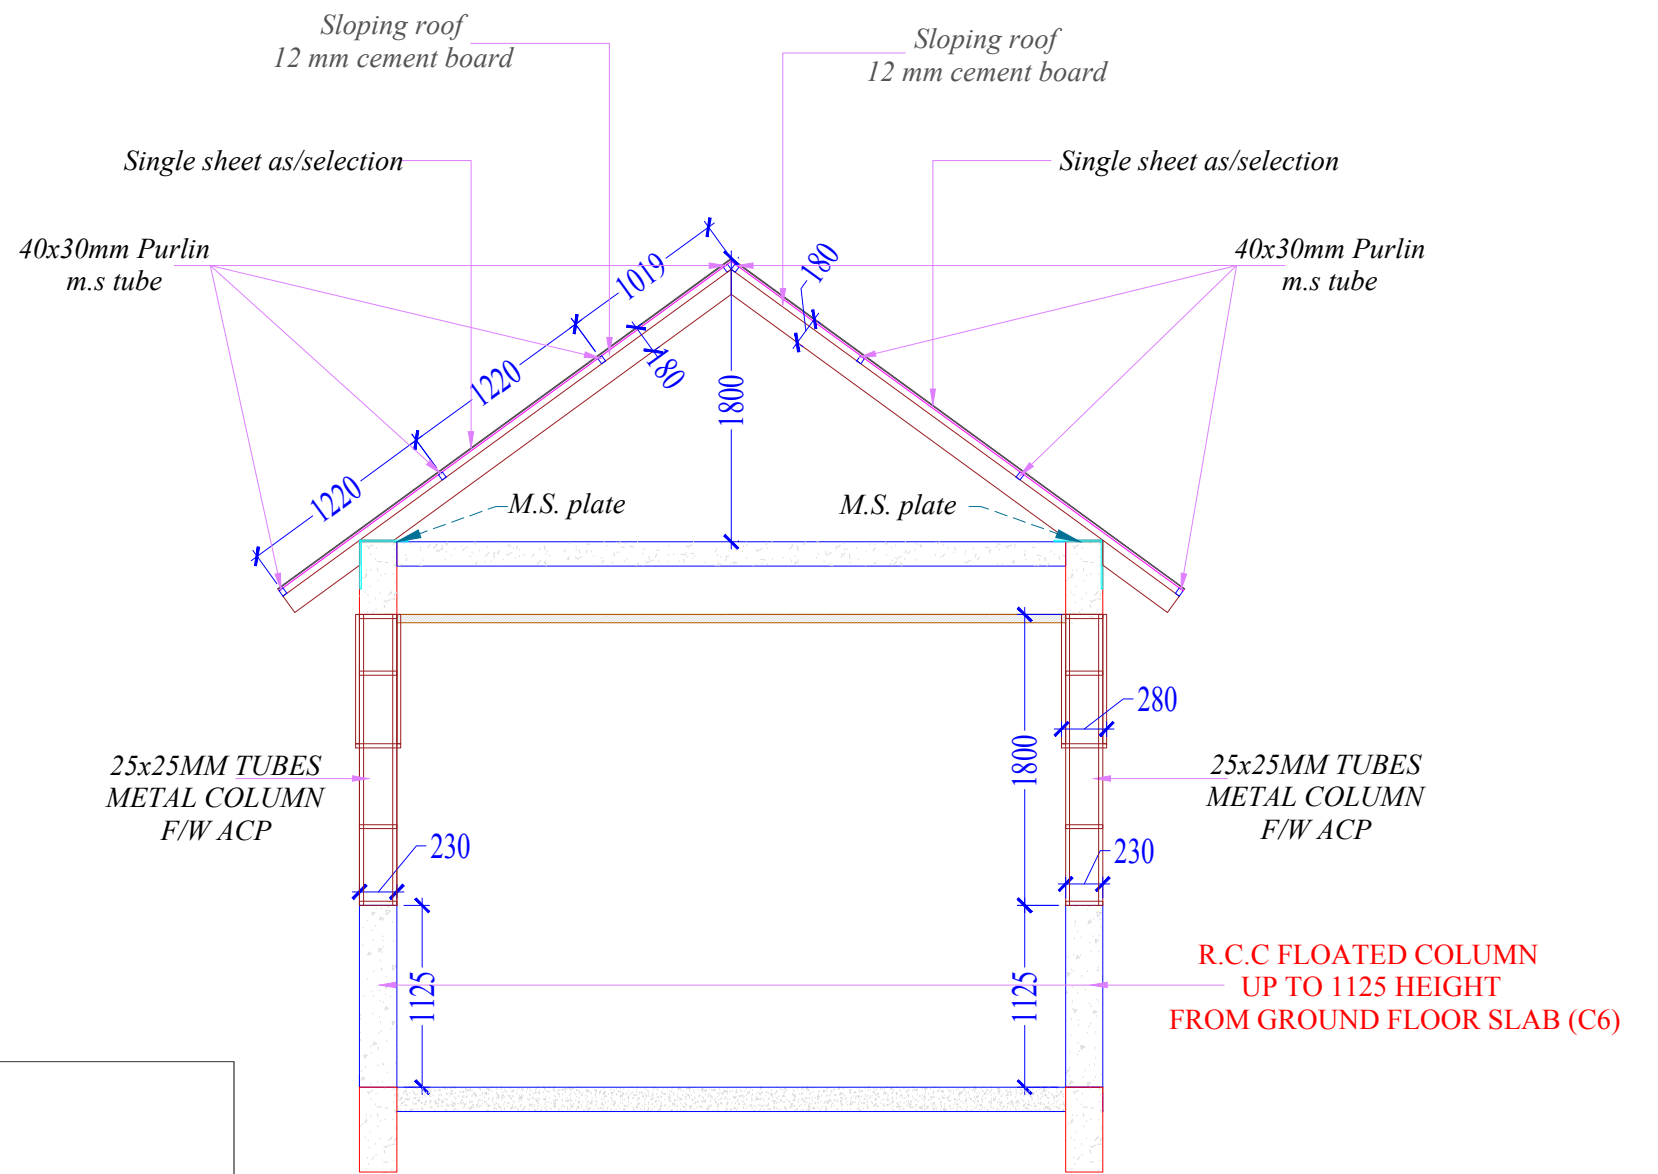 Sloping roof
12 mm cement board
Sloping roof
12 mm cement board
Single sheet as/selection
Single sheet as/selection
40x30mm Purlin
m.s tube
40x30mm Purlin
m.s tube
1019
180
1220
180
1800
1220
M.S. plate
M.S. plate
280
1800
25x25MM TUBES
METAL COLUMN
F/W ACP
25x25MM TUBES
METAL COLUMN
F/W ACP
230
230
1125
1125
R.C.C FLOATED COLUMN
UP TO 1125 HEIGHT
FROM GROUND FLOOR SLAB (C6)